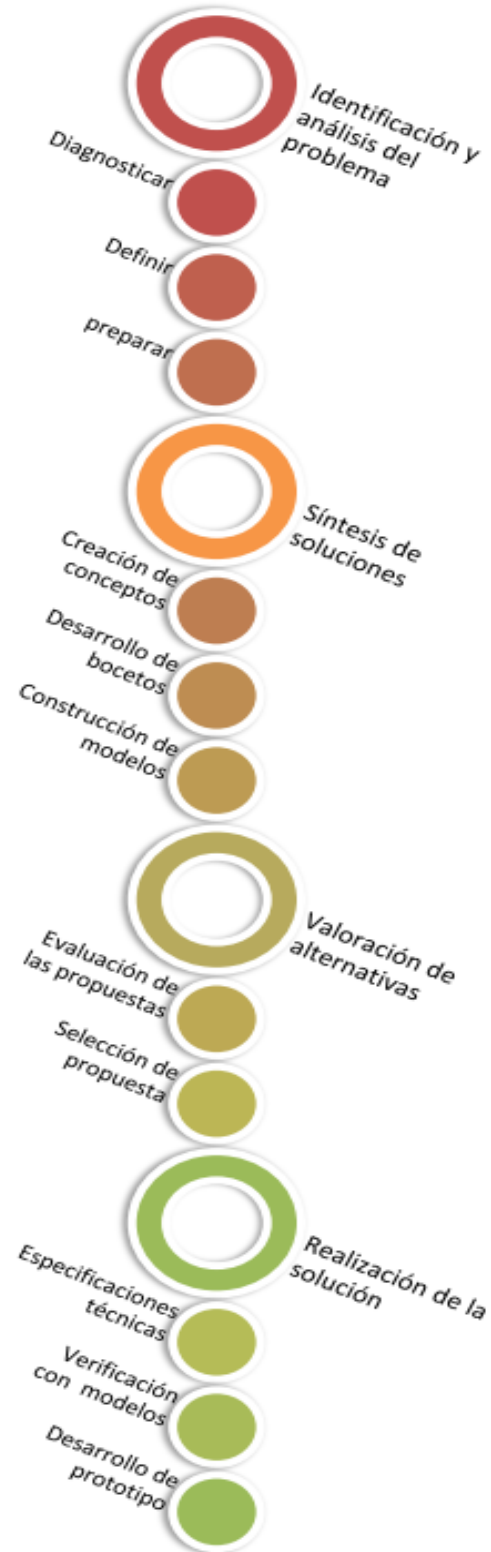 Identificación y
análisis del
problema
Diagnosticar
Definir
preparar
Síntesis de
soluciones
Creación de
conceptos
Desarrollo de
bocetos
Construcción de
modelos
Valoración de
alternativas
Evaluación de
las propuestas
Selección de
propuesta
Realización de la
solución
Especificaciones
técnicas
Verificación
con modelos
Desarrollo de
prototipo